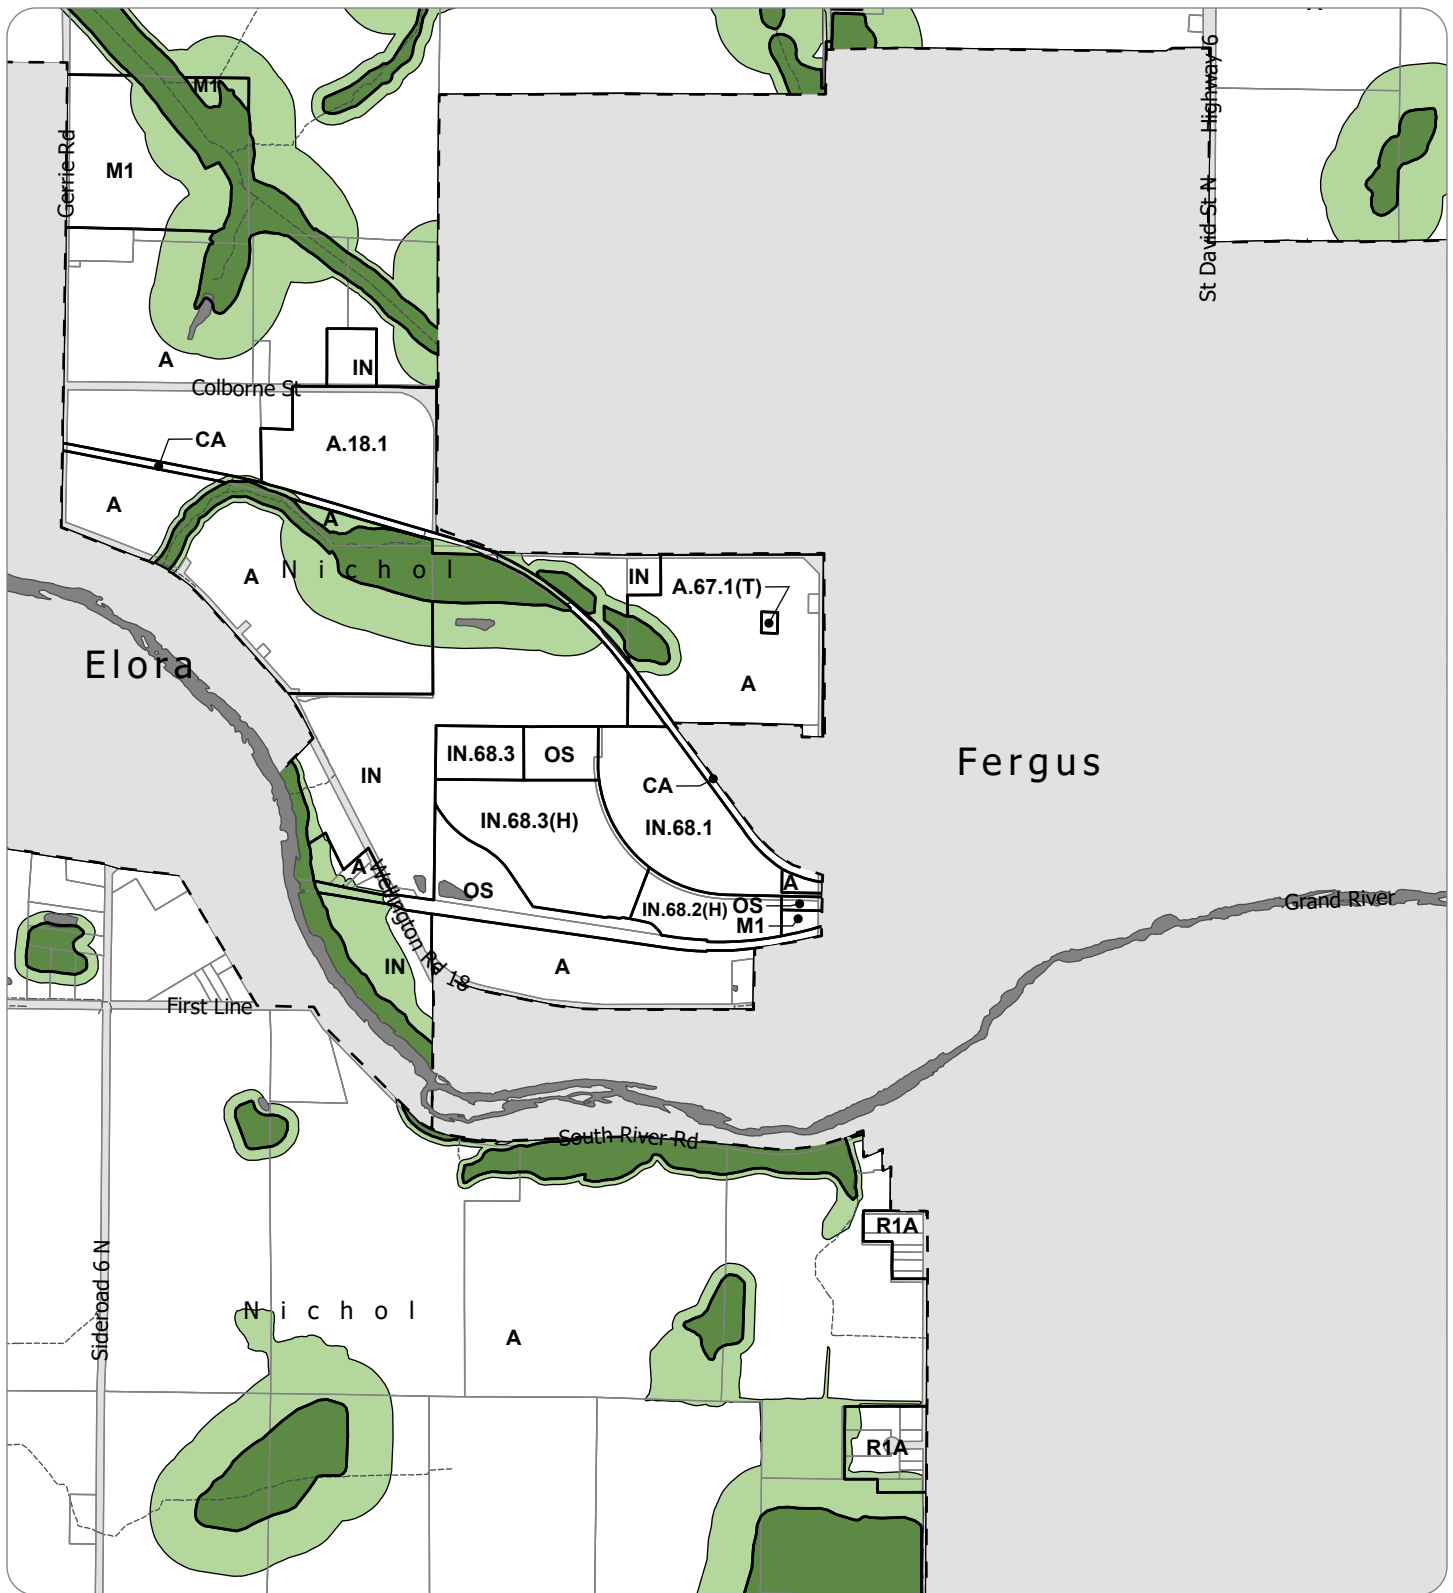 M1
Highway 6
Gerrie Rd
M1
St David St N
A
IN
Colborne St
CA
A.18.1
A
A
A
Nichol
IN
A.67.1(T)
Elora
A
IN.68.3
OS
Fergus
IN
CA
IN.68.3(H)
IN.68.1
A
A
OS
IN.68.2(H)
OS
M1
Grand River
Wellington Rd 18
IN
A
First Line
South River Rd
R1A
Sideroad 6 N
Nichol
A
R1A